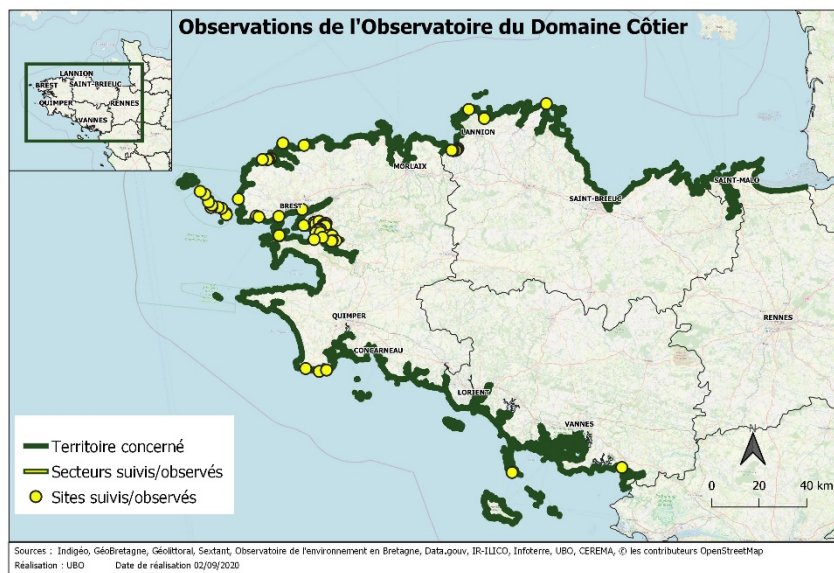 Observations de l'Observatoire du Domaine Côtier
LANNION
BREST
SAINT-BRIEUC
QUIMPER
RENNES
VANNES
LANNION
MORLAIX
SAINT-MALO
BREST
SAINT-BRIEUC
QUIMPER
RENNES
CONCARNEAU
LORIENT
VANNES
Territoire concerné
Secteurs suivis/observés
Sites suivis/observés
N
0 20 40 km
Sources : Indigéo, GéoBretagne, Géolittoral, Sextant, Observatoire de l'environnement en Bretagne, Data.gouv, IR-ILICO, Infoterre, UBO, CEREMA, © les contributeurs OpenStreetMap
Réalisation : UBO Date de réalisation 02/09/2020